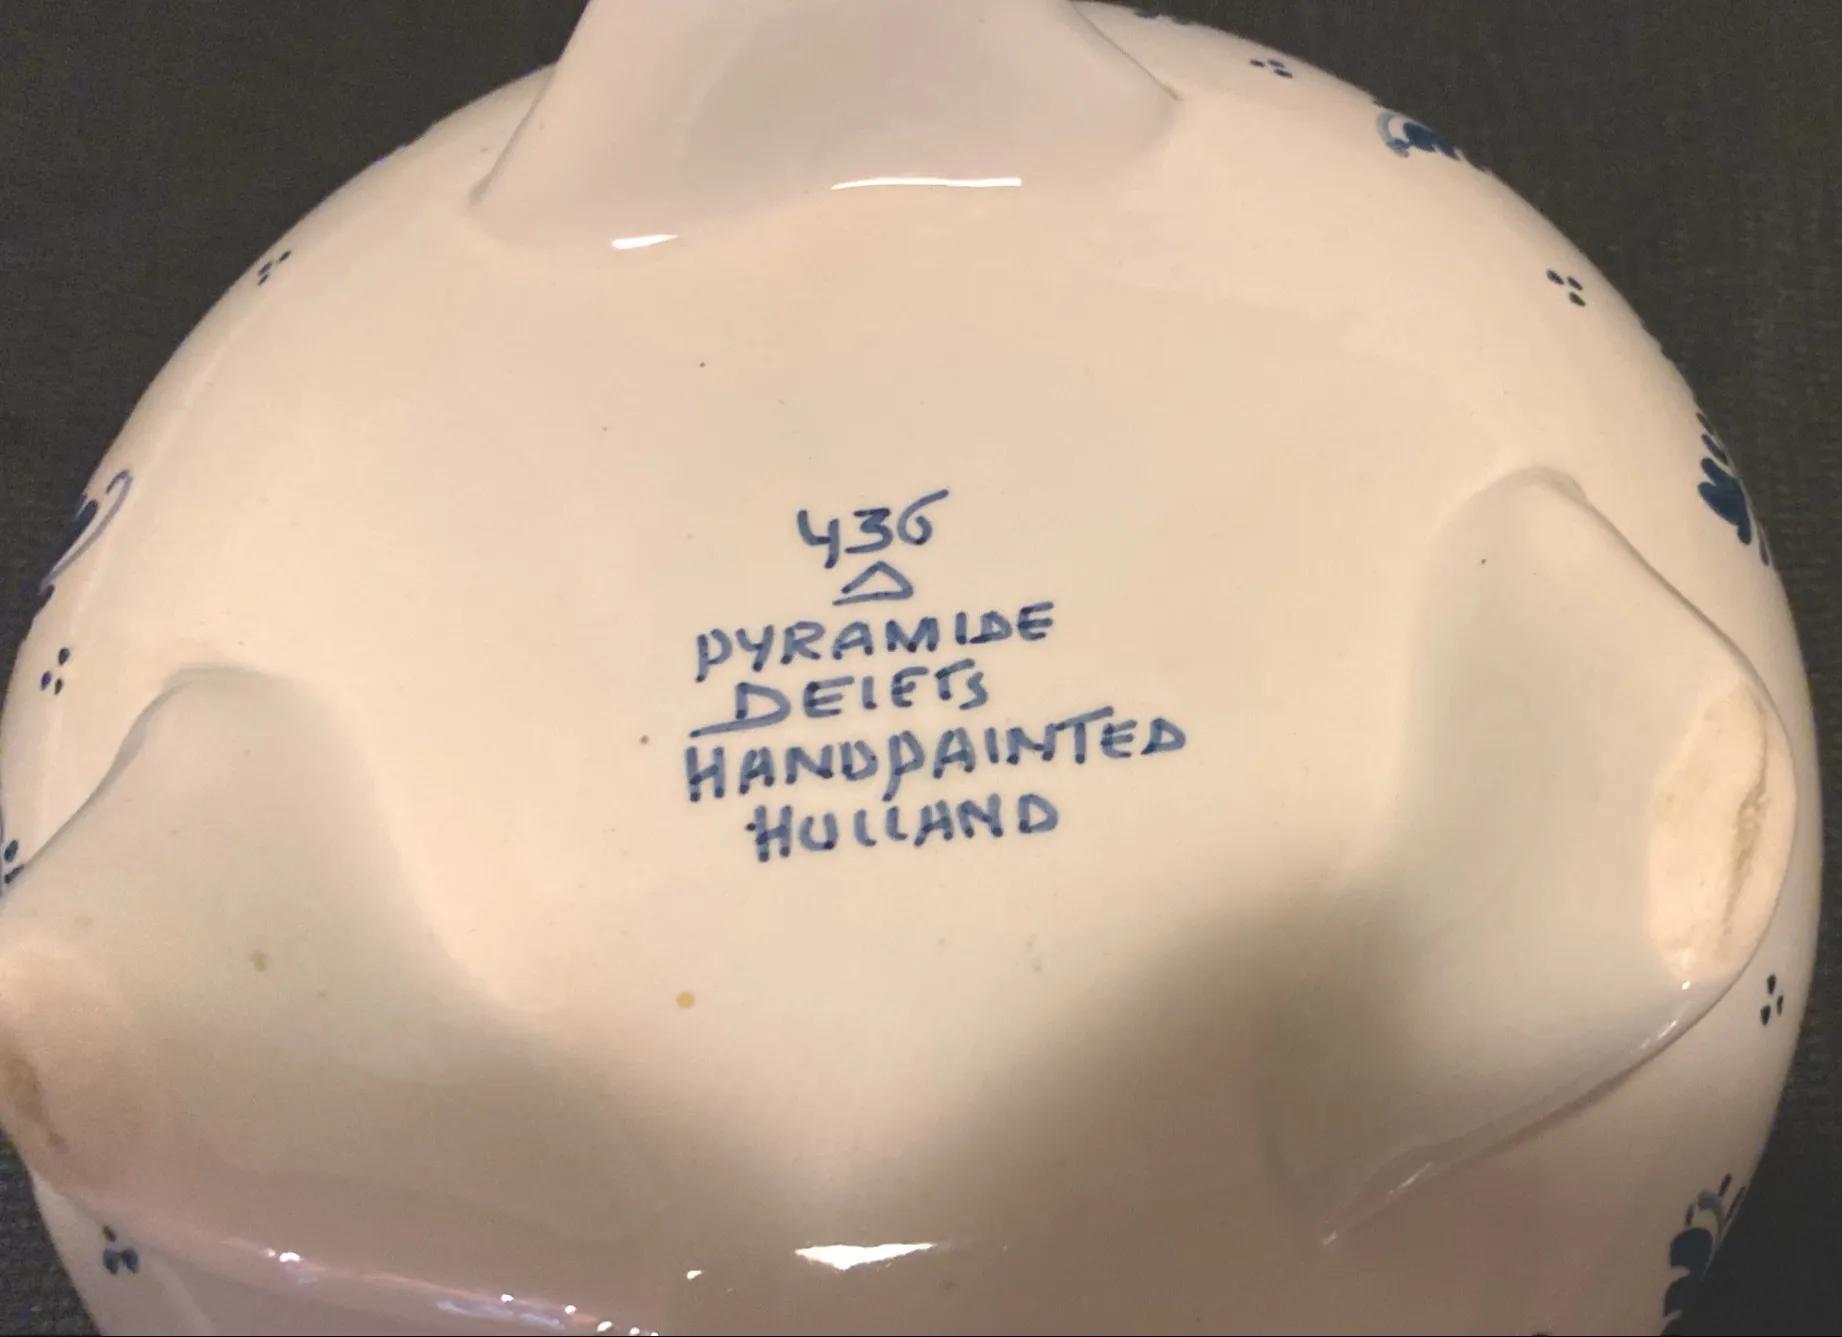 436
PYRAMIDE
DELFTS
HANDPAINTED
HOLLAND